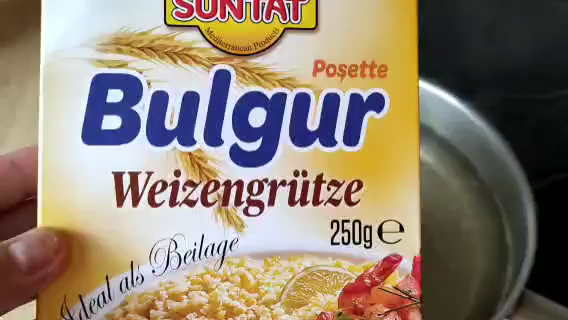 SUNTAT
Mediterranean Products
Poşette
Bulgur
Weizengrütze
250g e
Ideal als Beilage